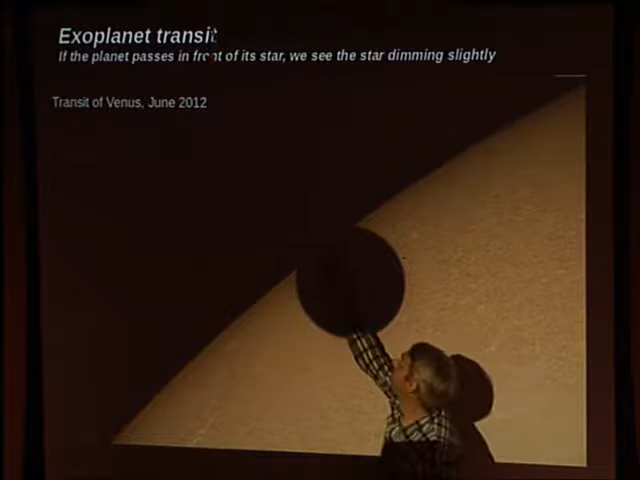 Exoplanet transit
If the planet passes in front of its star, we see the star dimming slightly
Transit of Venus, June 2012